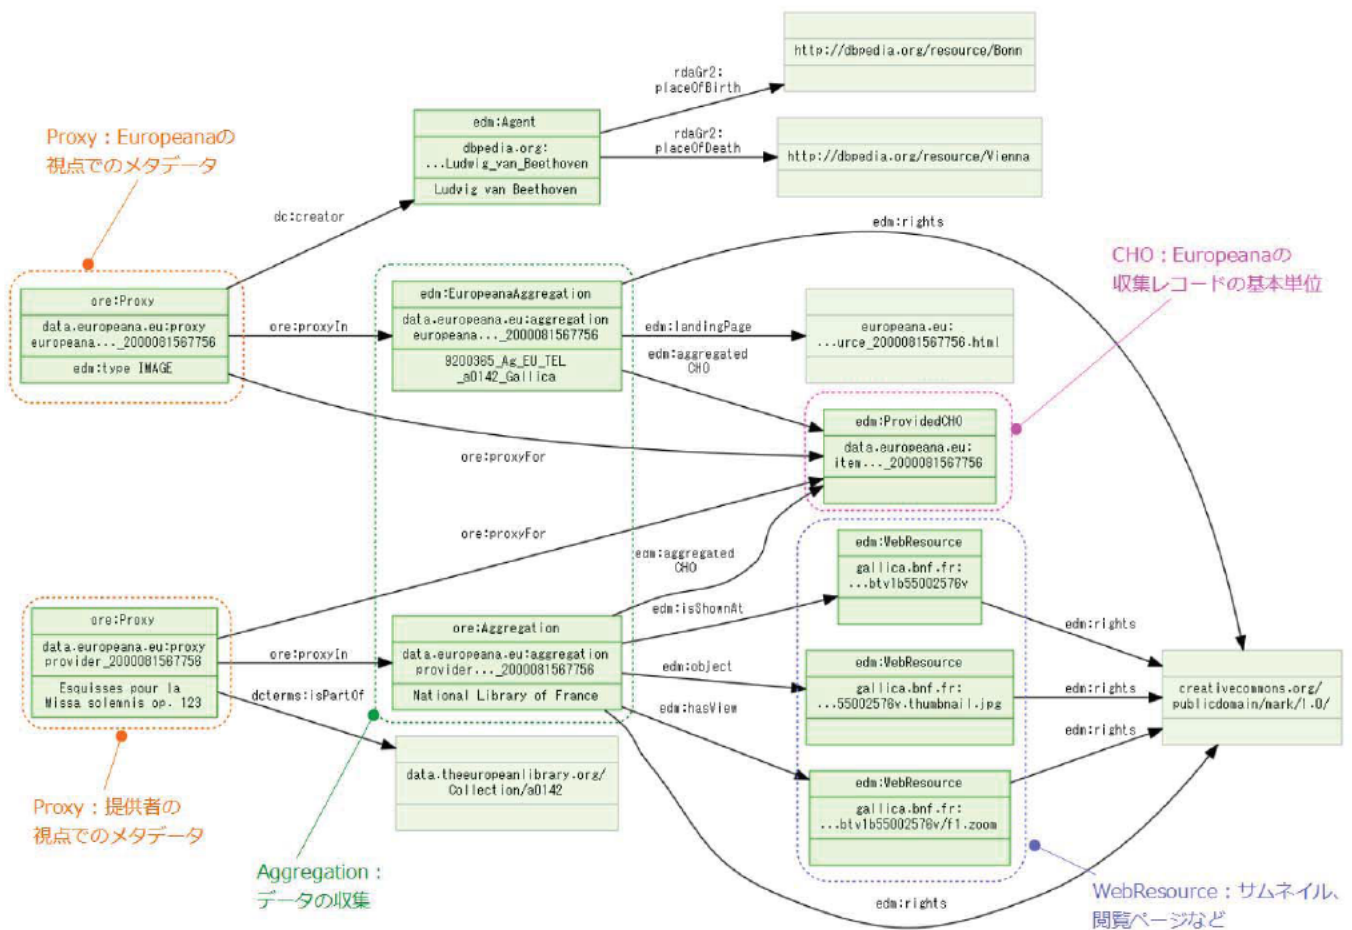 http://dbpedia.org/resource/Bonn
rdaGr2:
placeOfBirth
edm:Agent
dbpedia.org:
...Ludwig_van_Beethoven
Ludwig van Beethoven
rdaGr2:
placeOfDeath
http://dbpedia.org/resource/Vienna
Proxy：Europeanaの
視点でのメタデータ
dc:creator
edm:rights
CHO：Europeanaの
収集レコードの基本単位
ore:Proxy
data.europeana.eu:proxy
europeana..._2000081567756
edm:type IMAGE
ore:proxyIn
edm:EuropeanaAggregation
data.europeana.eu:aggregation
europeana..._2000081567756
9200365_Ag_EU_TEL
_a0142_Gallica
edm:landingPage
europeana.eu:
...urce_2000081567756.html
edm:aggregated
CHO
edm:ProvidedCHO
data.europeana.eu:
item..._2000081567756
ore:proxyFor
ore:proxyFor
edm:aggregated
CHO
edm:WebResource
gallica.bnf.fr:
...btv1b55002576v
ore:Proxy
data.europeana.eu:proxy
provider_2000081567756
Esquisses pour la
Missa solemnis op. 123
ore:proxyIn
dcterms:isPartOf
ore:Aggregation
data.europeana.eu:aggregation
provider..._2000081567756
National Library of France
edm:isShownAt
edm:object
edm:hasView
edm:rights
edm:WebResource
gallica.bnf.fr:
...55002576v.thumbnail.jpg
edm:rights
creativecommons.org/
publicdomain/mark/1.0/
edm:rights
data.theeuropeanlibrary.org/
Collection/a0142
edm:WebResource
gallica.bnf.fr:
...btv1b55002576v/f1.zoom
Proxy：提供者の
視点でのメタデータ
Aggregation：
データの収集
edm:rights
WebResource：サムネイル、
閲覧ページなど